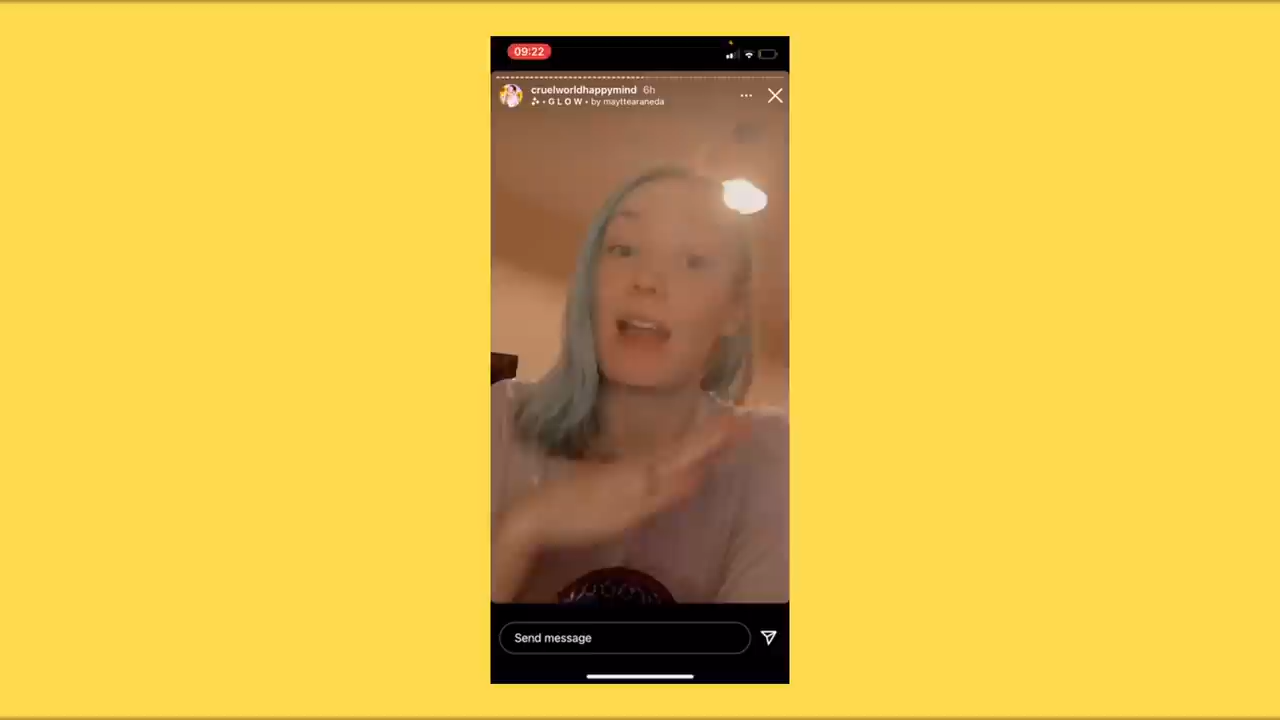 09:22
cruelworldhappymind 6h
• G L O W • by mayttearaneda
Send message